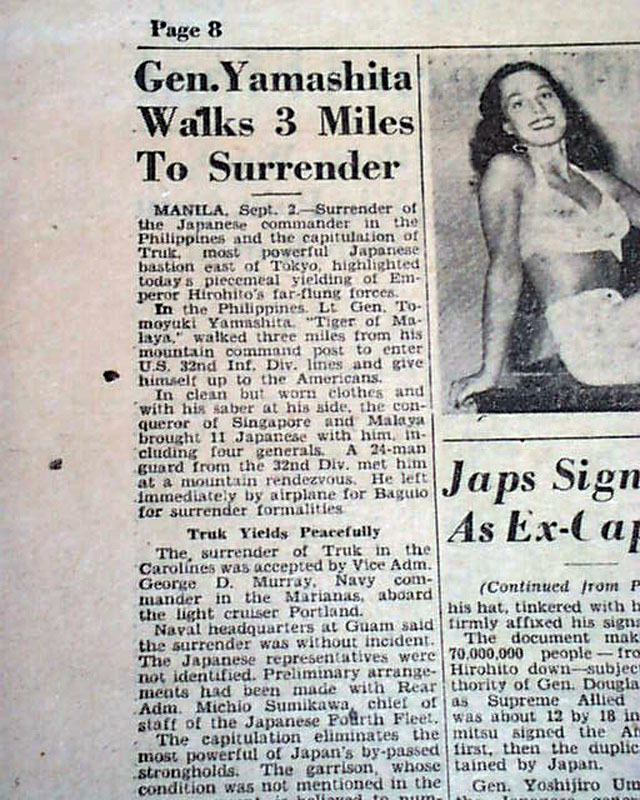 Page 8
Gen. Yamashita
Walks 3 Miles
To Surrender
MANILA, Sept. 2.—Surrender of
the Japanese commander in the
Philippines and the capitulation of
Truk, most powerful Japanese
bastion east of Tokyo, highlighted
today's piecemeal yielding of Em-
peror Hirohito's far-flung forces.
In the Philippines, Lt. Gen. To-
moyuki Yamashita, "Tiger of Ma-
laya," walked three miles from his
mountain command post to enter
U.S. 32nd Inf. Div. lines and give
himself up to the Americans.
In clean but worn clothes and
with his saber at his side, the con-
queror of Singapore and Malaya
brought 11 Japanese with him, in-
cluding four generals. A 24-man
guard from the 32nd Div. met him
at a mountain rendezvous. He left
immediately by airplane for Baguio
for surrender formalities.
Truk Yields Peacefully
The surrender of Truk in the
Carolines was accepted by Vice Adm.
George D. Murray, Navy com-
mander in the Marianas, aboard
the light cruiser Portland.
Naval headquarters at Guam said
the surrender was without incident.
The Japanese representatives were
not identified. Preliminary arrange-
ments had been made with Rear
Adm. Michio Sumikawa, chief of
staff of the Japanese Fourth Fleet.
The capitulation eliminates the
most powerful of Japan's by-passed
strongholds. The garrison, whose
condition was not mentioned in the
Japs Sign
As Ex-Cap
(Continued from P
his hat, tinkered with h
firmly affixed his signa
The document mak
70,000,000 people—fro
Hirohito down—subjec
thority of Gen. Dougla
as Supreme Allied
was about 12 by 18 in
mitsu signed the Am
first, then the duplic
tained by Japan.
Gen. Yoshijiro Um